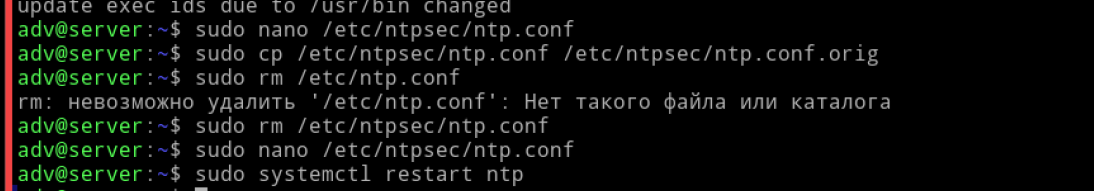 update exec ids due to /usr/bin changed
adv@server:~$ sudo nano /etc/ntpsec/ntp.conf
adv@server:~$ sudo cp /etc/ntpsec/ntp.conf /etc/ntpsec/ntp.conf.orig
adv@server:~$ sudo rm /etc/ntp.conf
rm: невозможно удалить '/etc/ntp.conf': Нет такого файла или каталога
adv@server:~$ sudo rm /etc/ntpsec/ntp.conf
adv@server:~$ sudo nano /etc/ntpsec/ntp.conf
adv@server:~$ sudo systemctl restart ntp
adv@server:~$